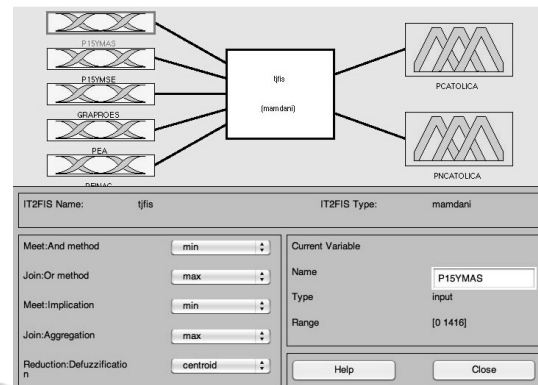 P15YMAS
P15YMSE
GRAPROES
PEA
tjfis
(mamdani)
PCATOLICA
PNCATOLICA
IT2FIS Name: tjfis
IT2FIS Type: mamdani
Meet:And method min
Join:Or method max
Meet:Implication min
Join:Aggregation max
Reduction:Defuzzificatio
n centroid
Current Variable
Name P15YMAS
Type input
Range [0 1416]
Help Close